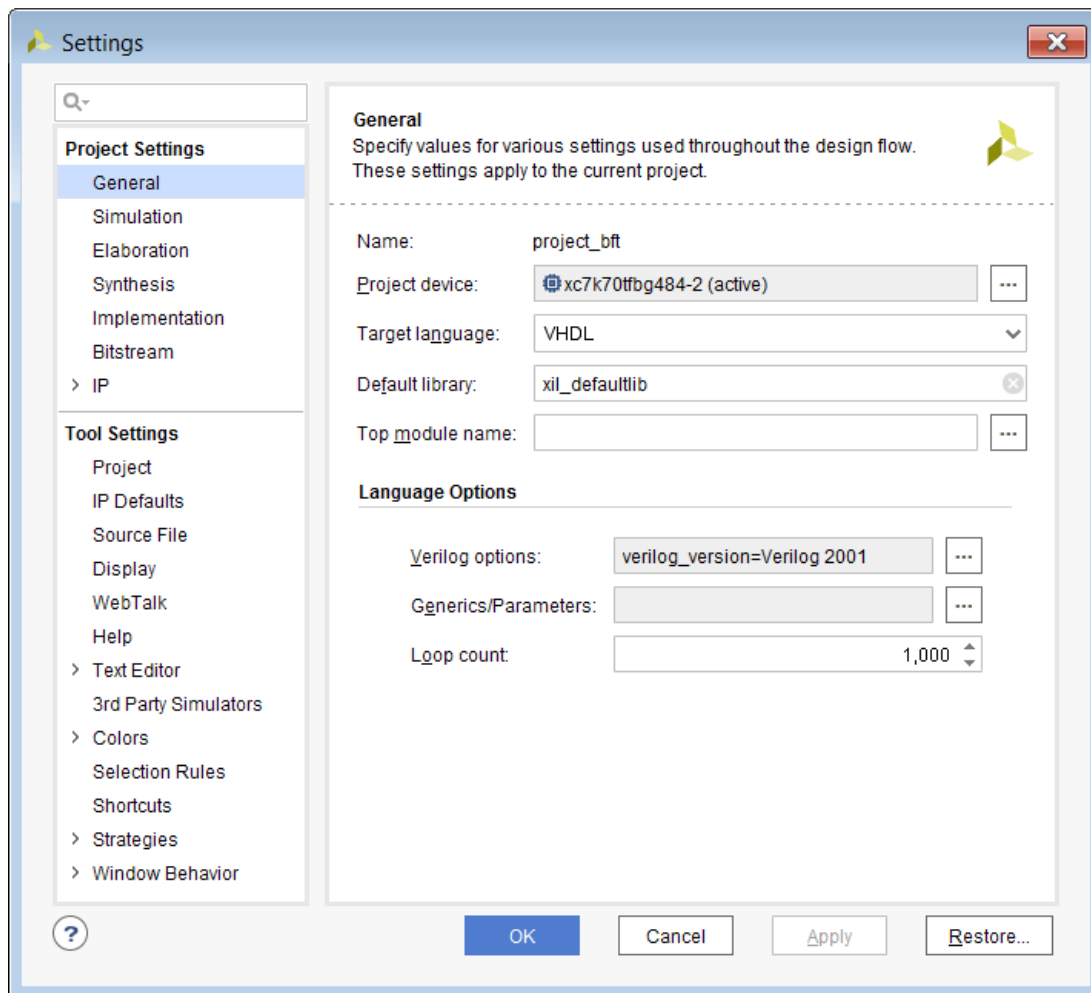 Settings
Project Settings
General
Simulation
Elaboration
Synthesis
Implementation
Bitstream
IP
Tool Settings
Project
IP Defaults
Source File
Display
WebTalk
Help
Text Editor
3rd Party Simulators
Colors
Selection Rules
Shortcuts
Strategies
Window Behavior
General
Specify values for various settings used throughout the design flow.
These settings apply to the current project.
Name: project_bft
Project device: xc7k70tfbg484-2 (active) ...
Target language: VHDL
Default library: xil_defaultlib
Top module name: ...
Language Options
Verilog options: verilog_version=Verilog 2001 ...
Generics/Parameters: ...
Loop count: 1,000
? OK Cancel Apply Restore...